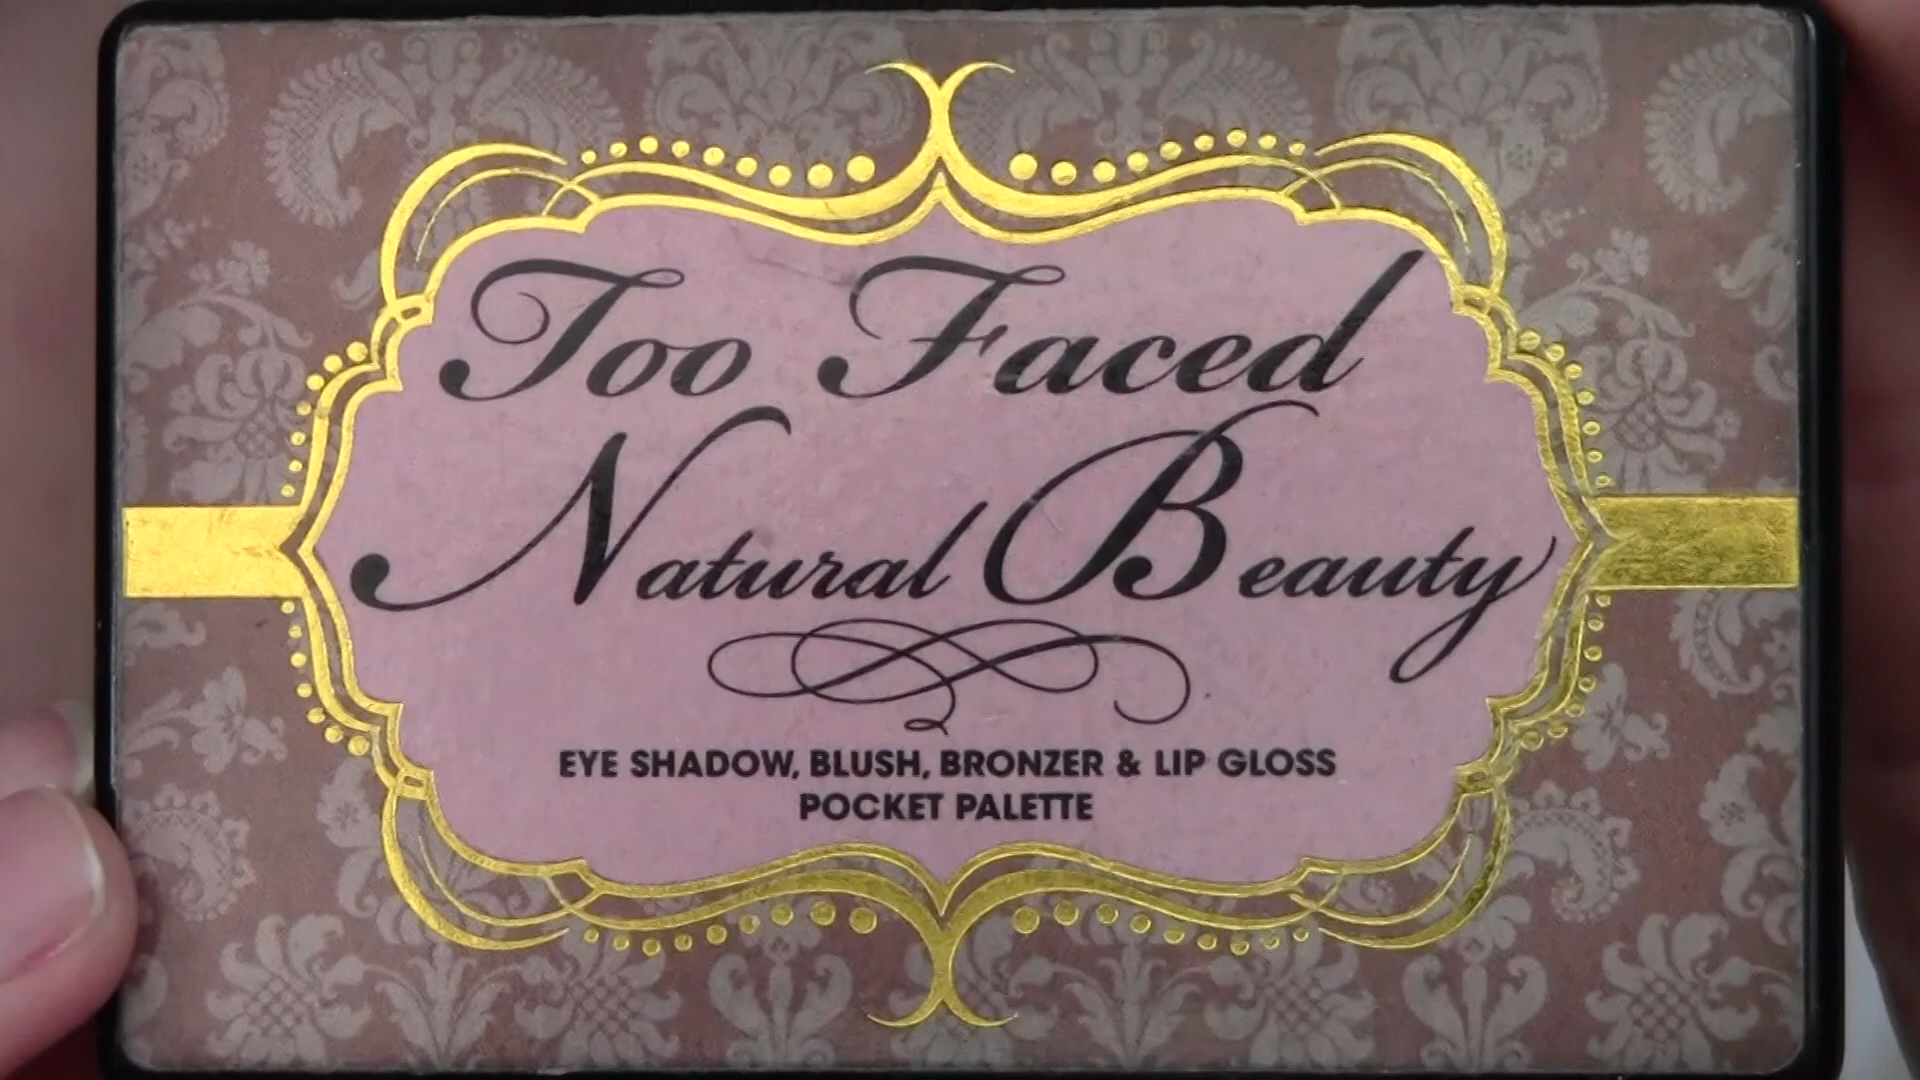 Too Faced
Natural Beauty
EYE SHADOW, BLUSH, BRONZER & LIP GLOSS
POCKET PALETTE